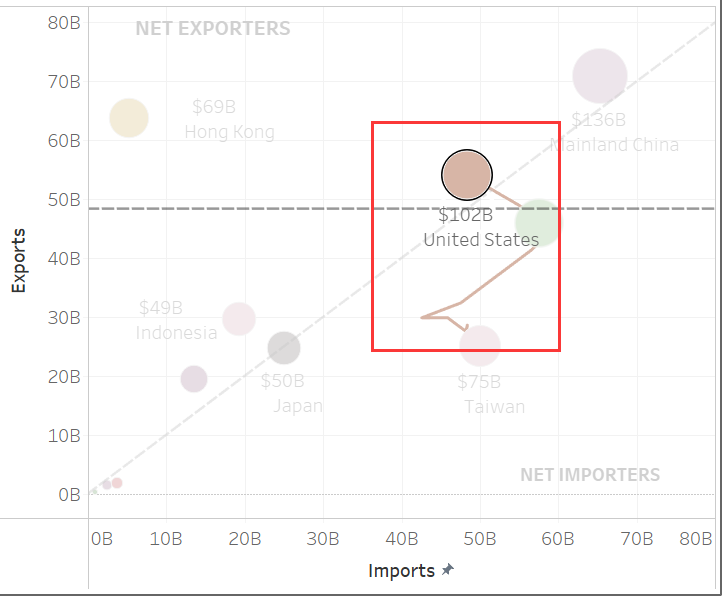 80B
NET EXPORTERS
70B
$69B
Hong Kong
$136B
Mainland China
60B
50B
$102B
United States
40B
Exports
30B
$49B
Indonesia
20B
$50B
Japan
$75B
Taiwan
10B
NET IMPORTERS
0B
0B 10B 20B 30B 40B 50B 60B 70B 80B
Imports